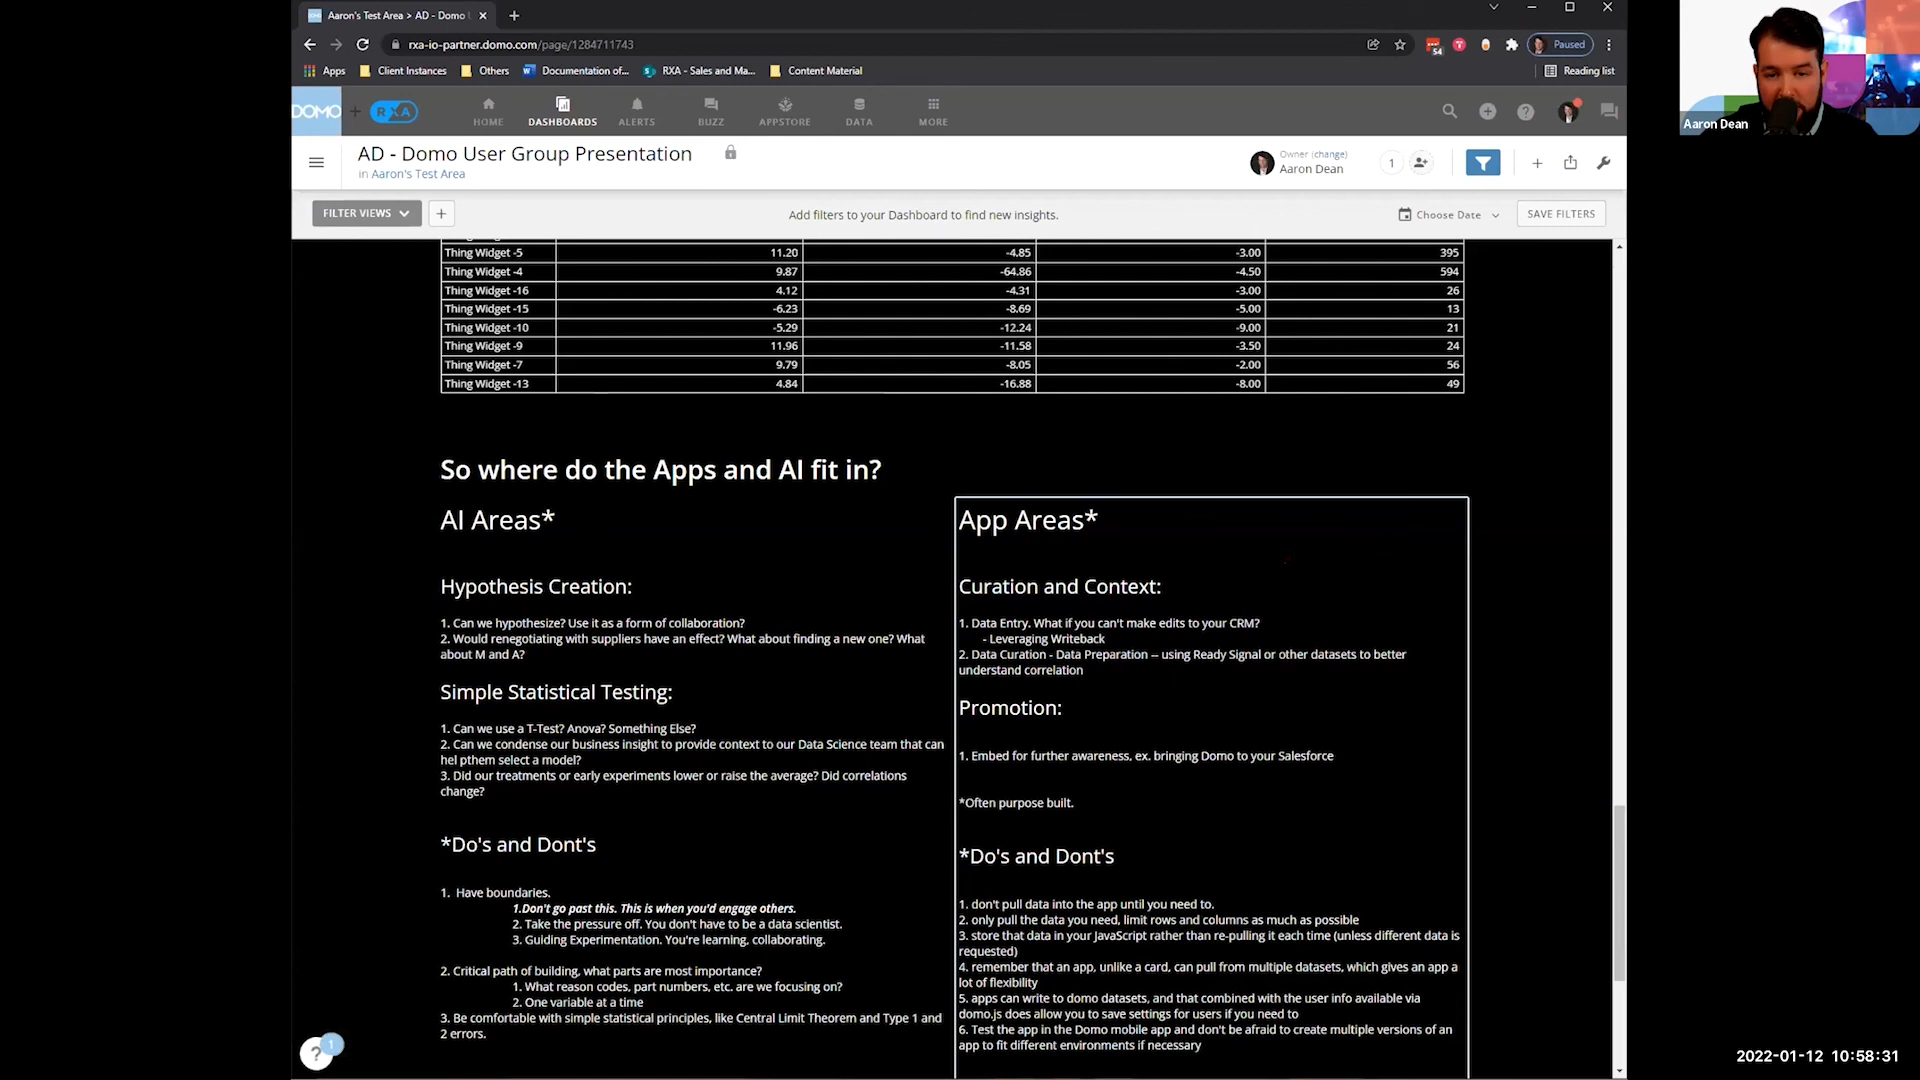 Aaron's Test Area > AD - Domo U
rxa-io-partner.domo.com/page/1284711743
54
Paused
Apps
Client Instances
Others
Documentation of...
RXA - Sales and Ma...
Content Material
Reading list
DOMO
RXA
HOME
DASHBOARDS
ALERTS
BUZZ
APPSTORE
DATA
MORE
AD - Domo User Group Presentation
in Aaron's Test Area
Owner (change)
Aaron Dean
1
FILTER VIEWS
Add filters to your Dashboard to find new insights.
Choose Date
SAVE FILTERS
Thing Widget -5 11.20 -4.85 -3.00 395
Thing Widget -4 9.87 -64.86 -4.50 594
Thing Widget -16 4.12 -4.31 -3.00 26
Thing Widget -15 -6.23 -8.69 -5.00 13
Thing Widget -10 -5.29 -12.24 -9.00 21
Thing Widget -9 11.96 -11.58 -3.50 24
Thing Widget -7 9.79 -8.05 -2.00 56
Thing Widget -13 4.84 -16.88 -8.00 49
So where do the Apps and AI fit in?
AI Areas*
Hypothesis Creation:
1. Can we hypothesize? Use it as a form of collaboration?
2. Would renegotiating with suppliers have an effect? What about finding a new one? What
about M and A?
Simple Statistical Testing:
1. Can we use a T-Test? Anova? Something Else?
2. Can we condense our business insight to provide context to our Data Science team that can
hel pthem select a model?
3. Did our treatments or early experiments lower or raise the average? Did correlations
change?
*Do's and Dont's
1. Have boundaries.
1.Don't go past this. This is when you'd engage others.
2. Take the pressure off. You don't have to be a data scientist.
3. Guiding Experimentation. You're learning, collaborating.
2. Critical path of building, what parts are most importance?
1. What reason codes, part numbers, etc. are we focusing on?
2. One variable at a time
3. Be comfortable with simple statistical principles, like Central Limit Theorem and Type 1 and
2 errors.
App Areas*
Curation and Context:
1. Data Entry. What if you can't make edits to your CRM?
- Leveraging Writeback
2. Data Curation - Data Preparation -- using Ready Signal or other datasets to better
understand correlation
Promotion:
1. Embed for further awareness, ex. bringing Domo to your Salesforce
*Often purpose built.
*Do's and Dont's
1. don't pull data into the app until you need to.
2. only pull the data you need, limit rows and columns as much as possible
3. store that data in your JavaScript rather than re-pulling it each time (unless different data is
requested)
4. remember that an app, unlike a card, can pull from multiple datasets, which gives an app a
lot of flexibility
5. apps can write to domo datasets, and that combined with the user info available via
domo.js does allow you to save settings for users if you need to
6. Test the app in the Domo mobile app and don't be afraid to create multiple versions of an
app to fit different environments if necessary
?
1
Aaron Dean
2022-01-12 10:58:31